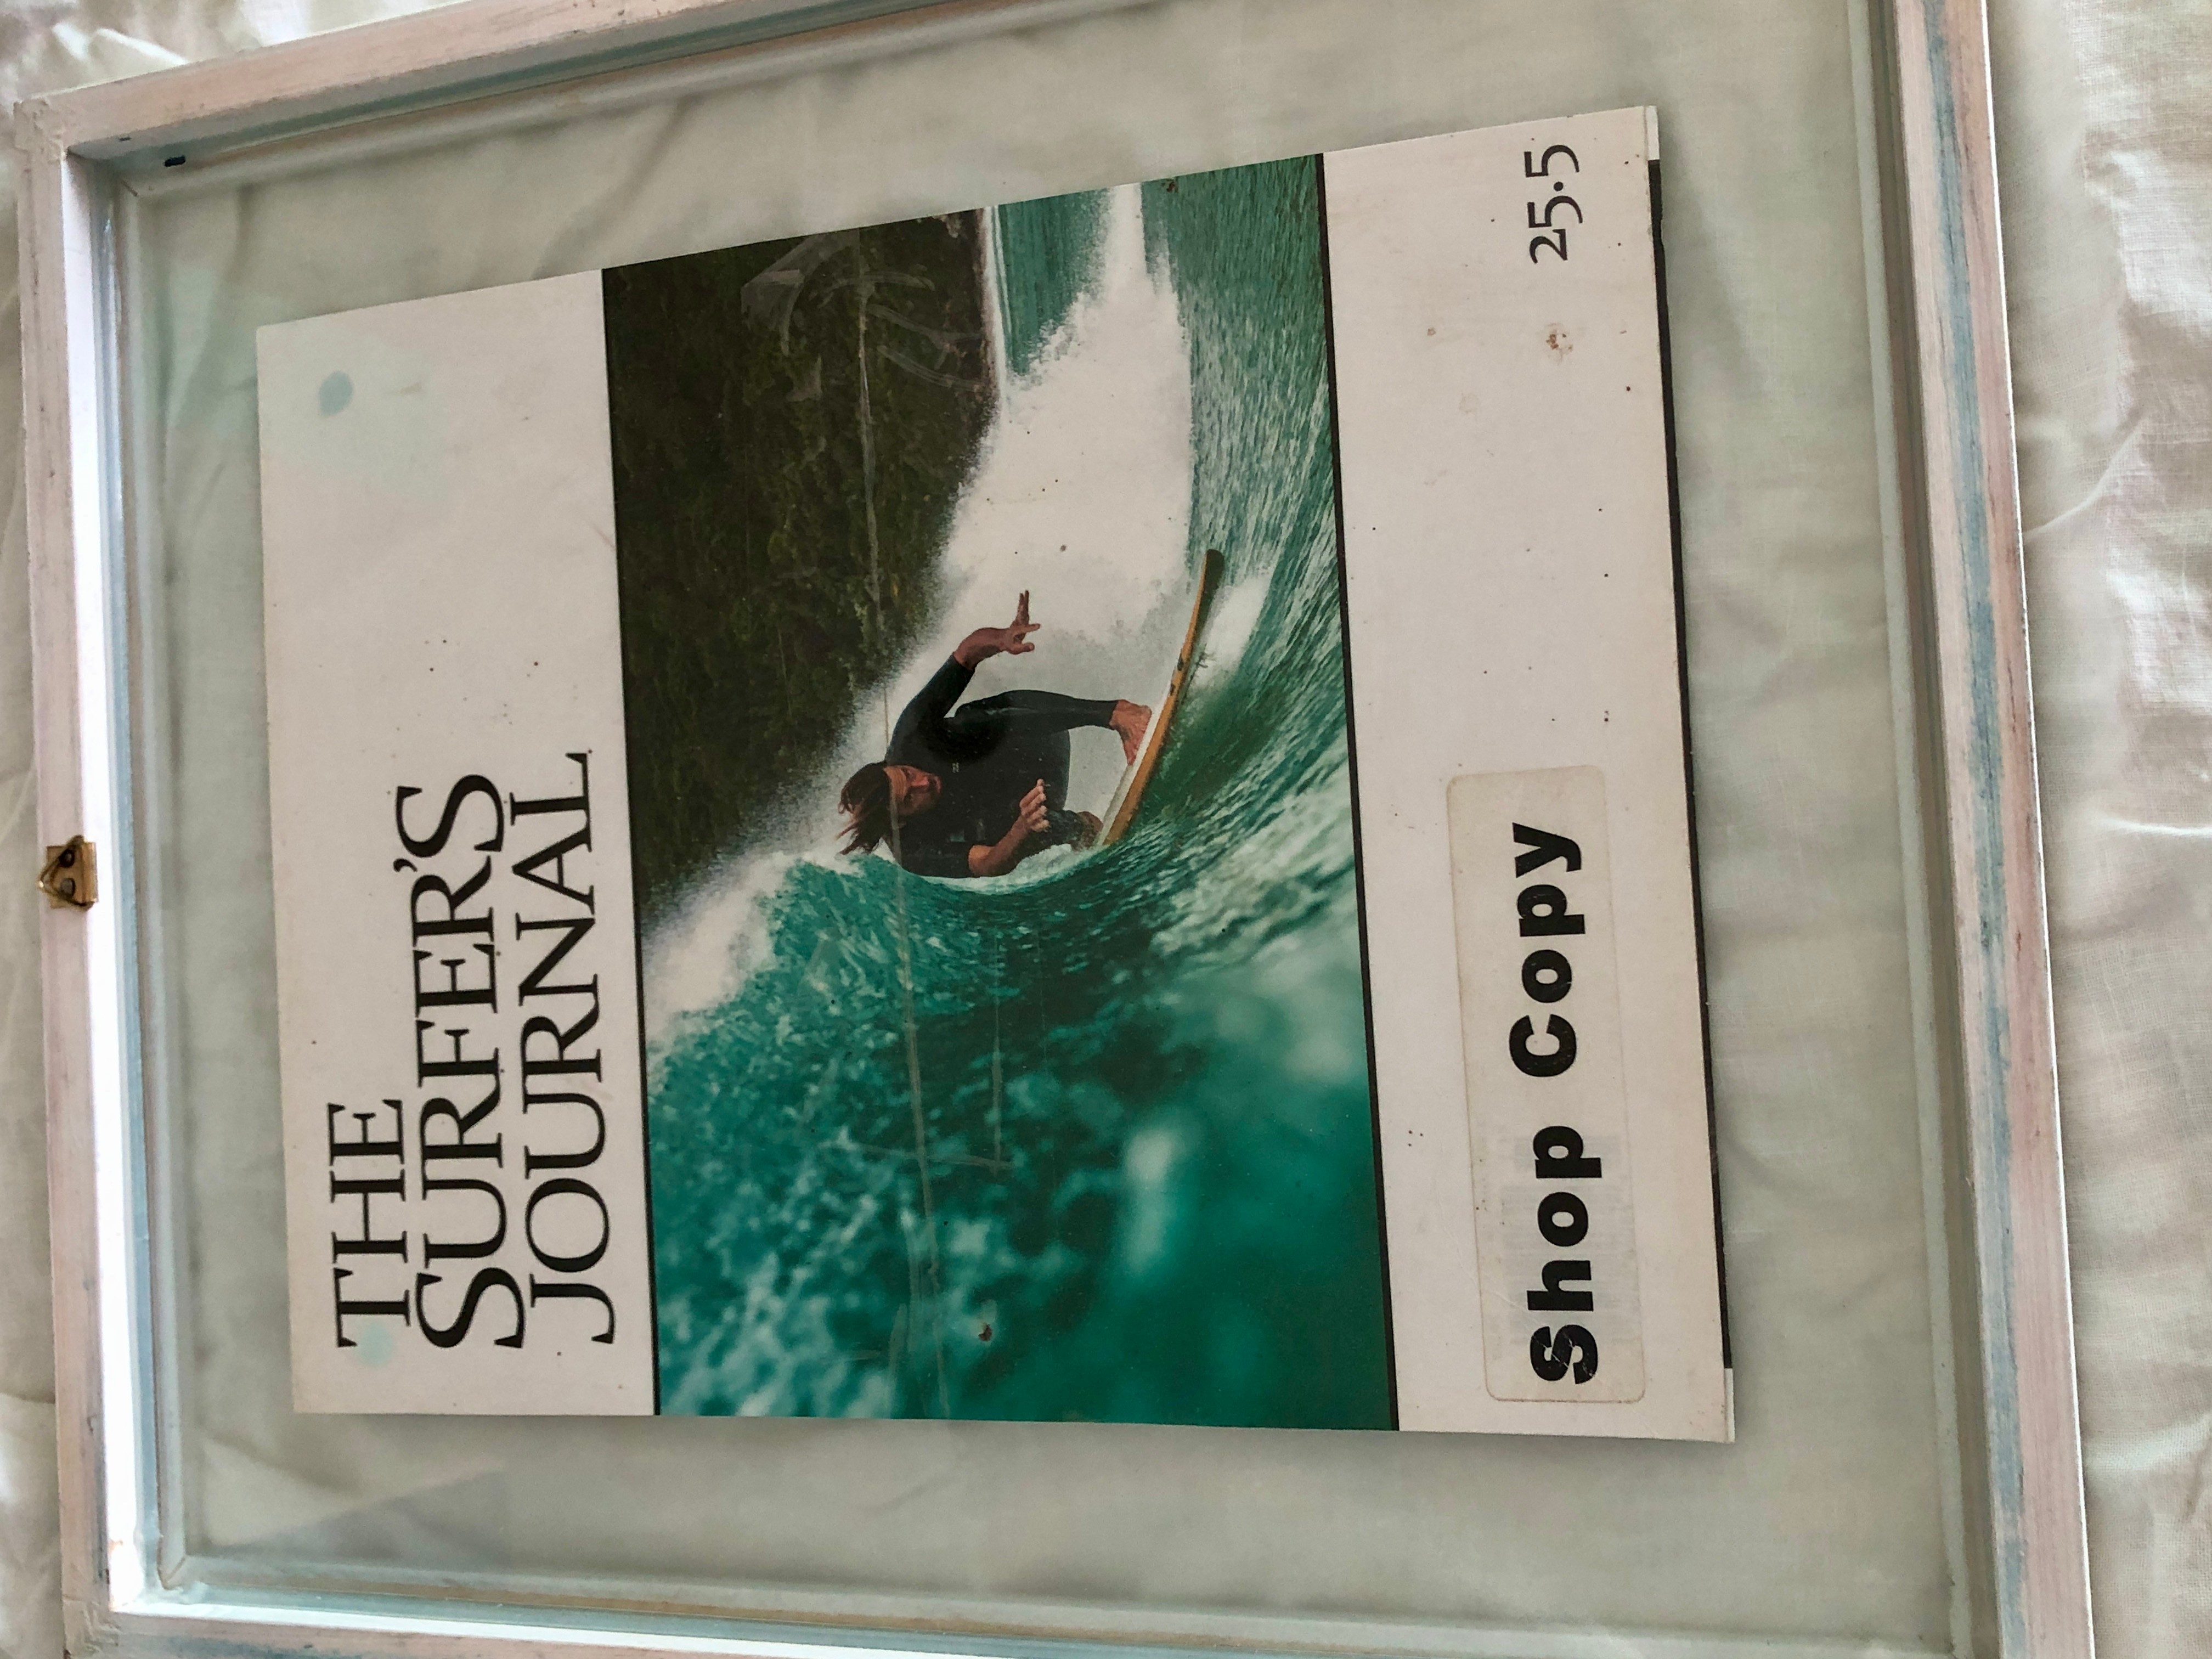 THE
SURFER'S
JOURNAL
Shop Copy
25.5